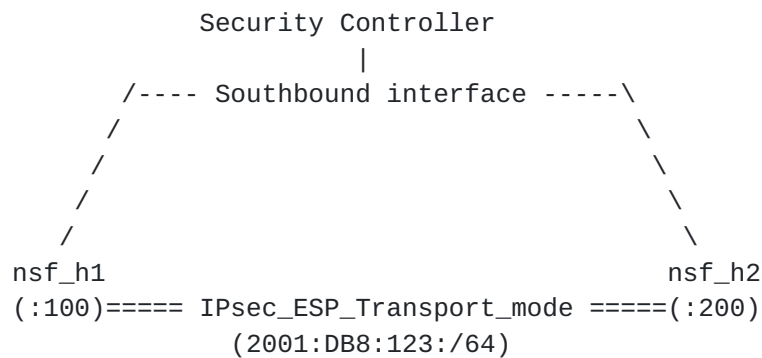 Security Controller
|
/---- Southbound interface -----\
/ \
/ \
/ \
/ \
nsf_h1 nsf_h2
(:100)===== IPsec_ESP_Transport_mode =====(:200)
(2001:DB8:123:/64)